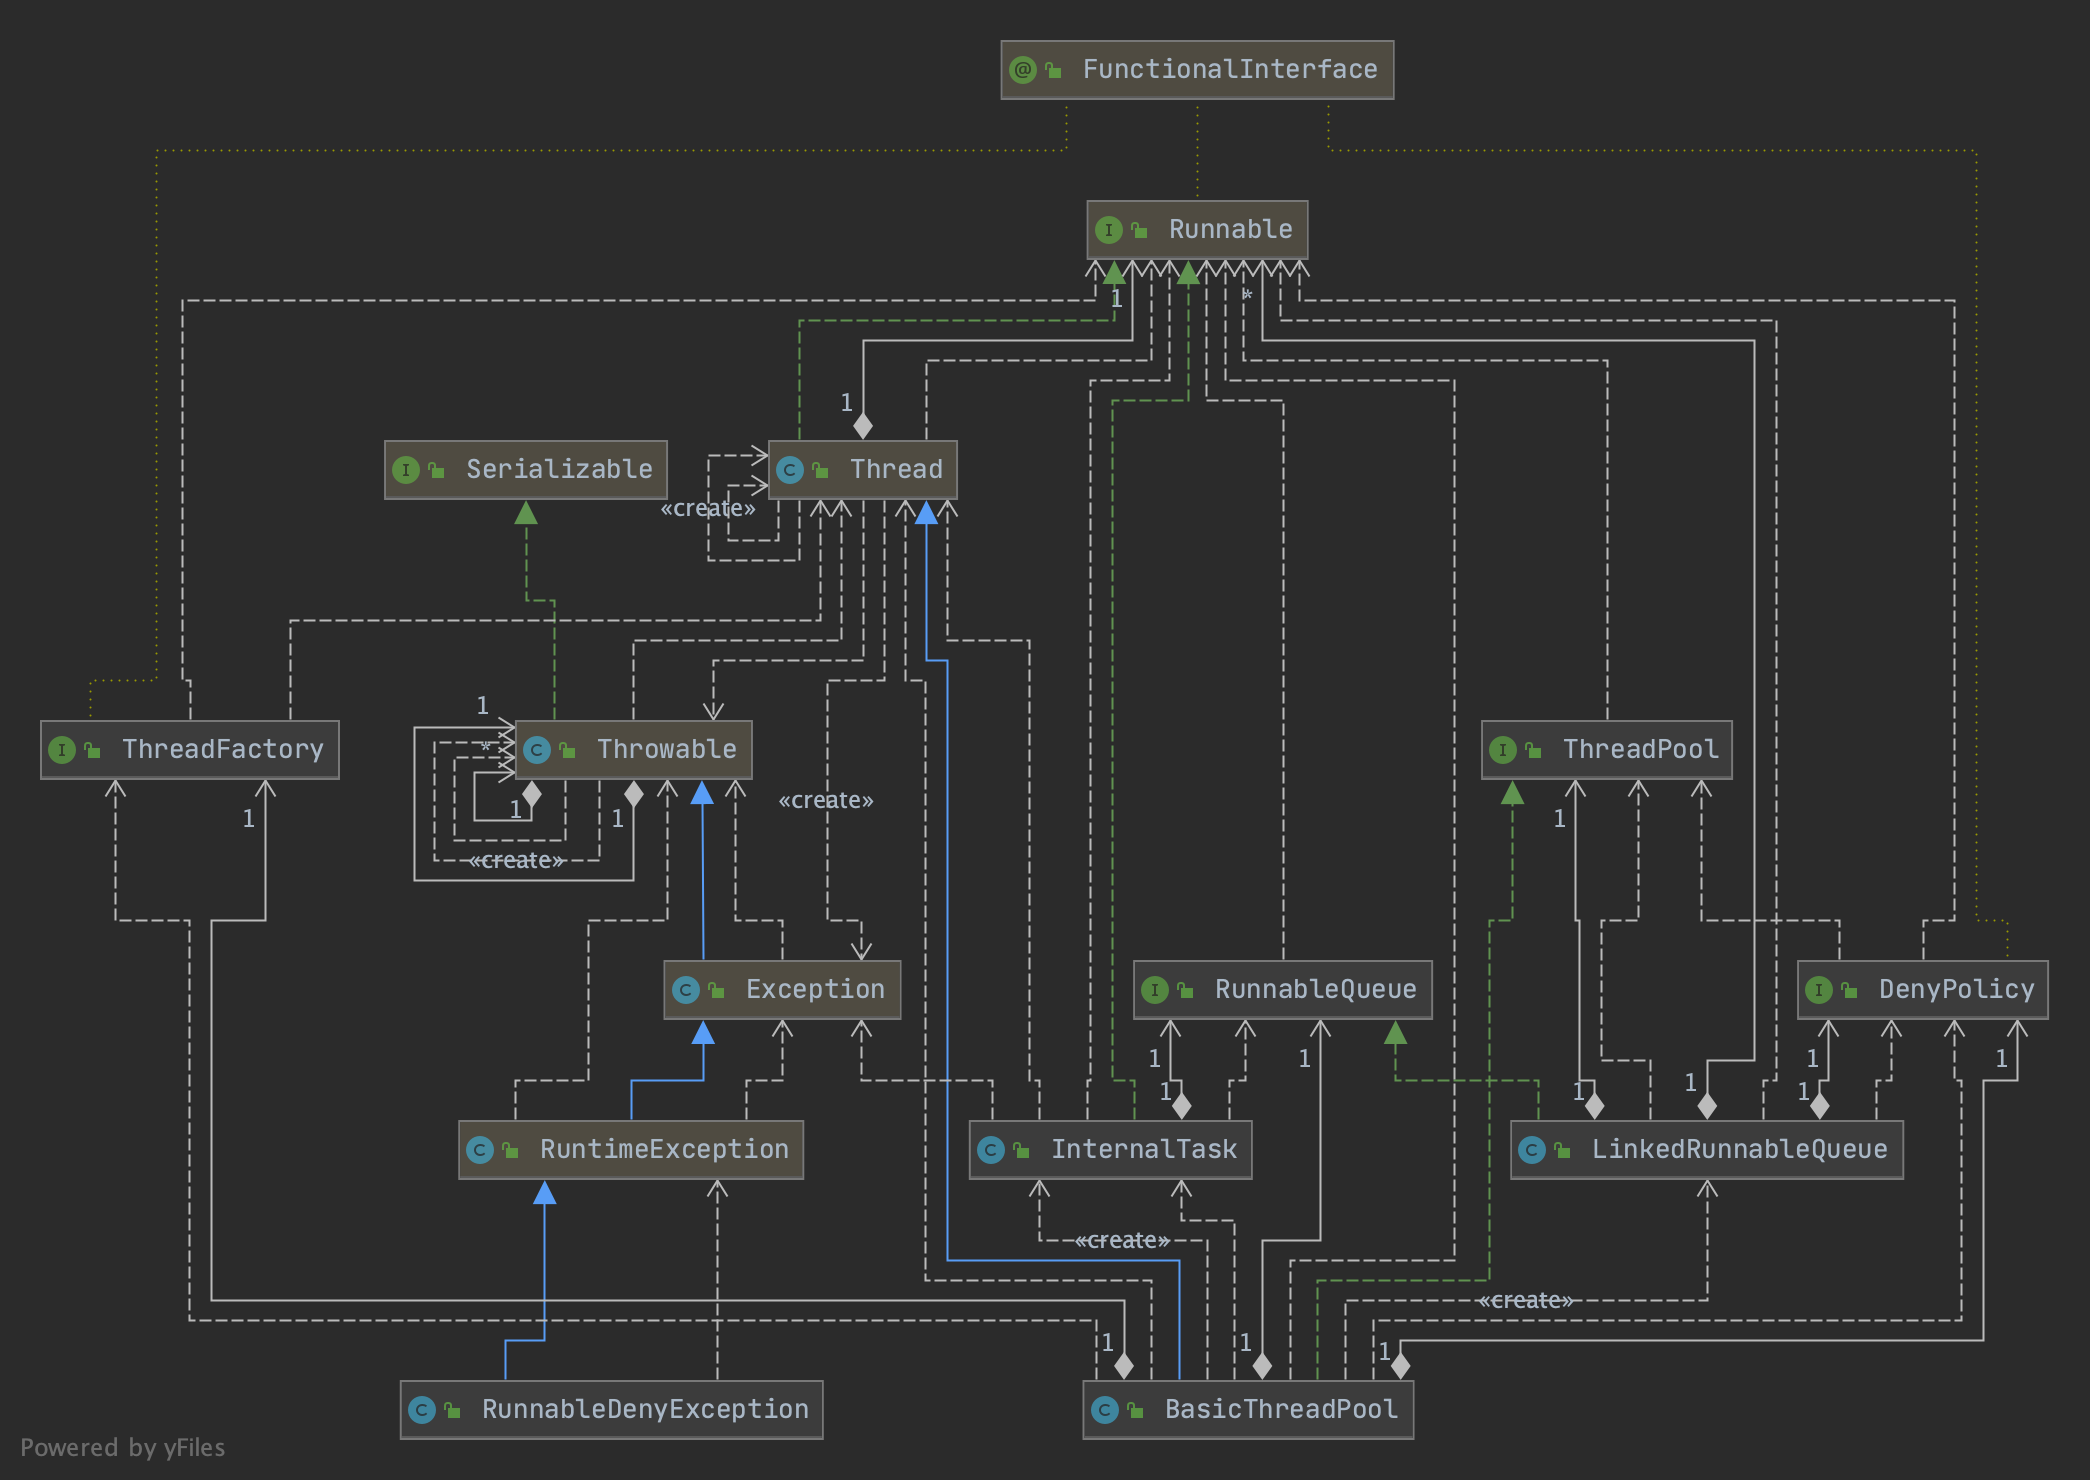 FunctionalInterface
Runnable
1
*
1
Serializable
Thread
«create»
1
ThreadFactory
*
Throwable
ThreadPool
1
1
1
1
«create»
«create»
Exception
RunnableQueue
DenyPolicy
1
1
1
1
1
1
1
1
RuntimeException
InternalTask
LinkedRunnableQueue
«create»
«create»
1
1
1
RunnableDenyException
BasicThreadPool
Powered by yFiles